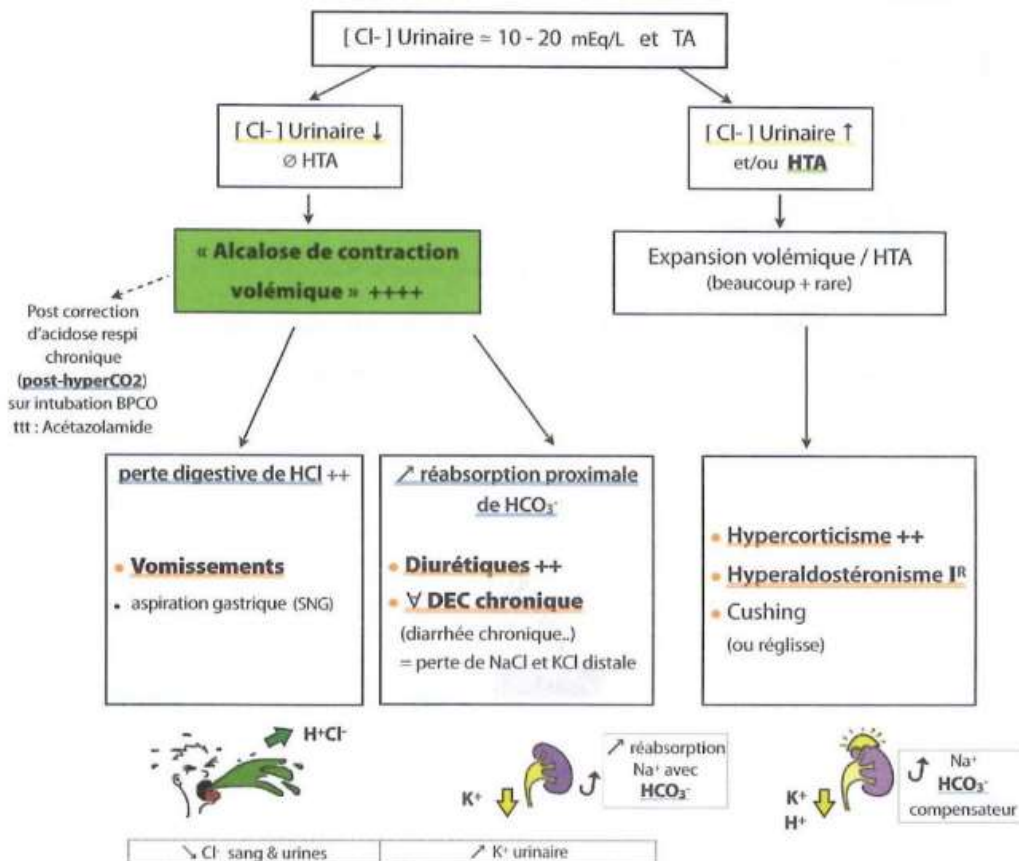 [ Cl- ] Urinaire = 10 - 20 mEq/L et TA
[ Cl- ] Urinaire ↓
∅ HTA
[ Cl- ] Urinaire ↑
et/ou HTA
« Alcalose de contraction
volémique » ++++
Expansion volémique / HTA
(beaucoup + rare)
Post correction
d'acidose respi
chronique
(post-hyperCO2)
sur intubation BPCO
ttt : Acétazolamide
perte digestive de HCl ++
• Vomissements
• aspiration gastrique (SNG)
↗ réabsorption proximale
de HCO₃⁻
• Diurétiques ++
• ∀ DEC chronique
(diarrhée chronique..)
= perte de NaCl et KCl distale
• Hypercorticisme ++
• Hyperaldostéronisme Iᴿ
• Cushing
(ou réglisse)
H⁺Cl⁻
K⁺
↗ réabsorption
Na⁺ avec
HCO₃⁻
K⁺
H⁺
Na⁺
HCO₃⁻
compensateur
↘ Cl⁻ sang & urines
↗ K⁺ urinaire